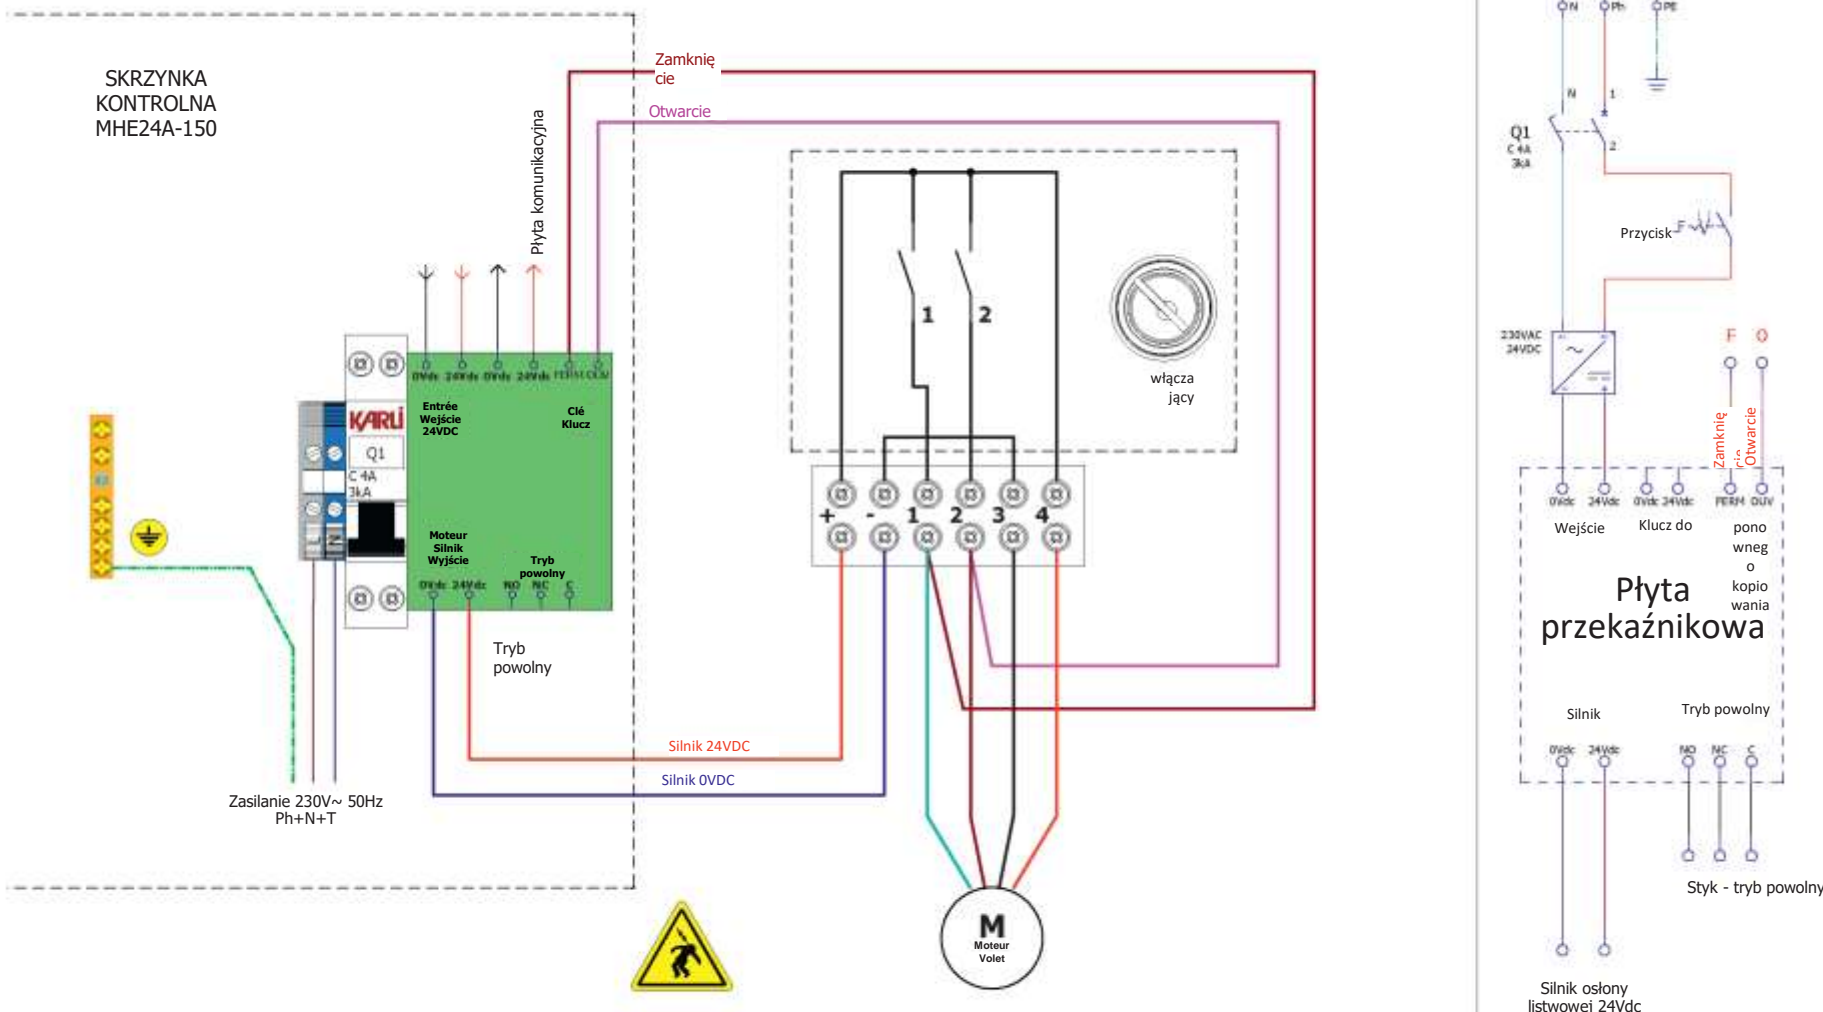 SKRZYNKA
KONTROLNA
MHE24A-150
Zamknię
cie
Otwarcie
Płyta komunikacyjna
0Vdc 24Vdc 0Vdc 24Vdc FERM OUV
Entrée
Wejście
24VDC
Clé
Klucz
KARLi
Q1
C 4A
3kA
L N
Moteur
Silnik
Wyjście
Tryb
powolny
0Vdc 24Vdc NO NC C
Tryb
powolny
Zasilanie 230V~ 50Hz
Ph+N+T
Silnik 24VDC
Silnik 0VDC
1 2
włącza
jący
+ - 1 2 3 4
M
Moteur
Volet
N Ph PE
N 1
Q1
C 4A
3kA
2
Przycisk
230VAC
24VDC
F O
Zamknię
cie
Otwarcie
0Vdc 24Vdc 0Vdc 24Vdc FERM OUV
Wejście
Klucz do
pono
wneg
o
kopio
wania
Płyta
przekaźnikowa
Silnik
Tryb powolny
0Vdc 24Vdc NO NC C
Styk - tryb powolny
Silnik osłony
listwowej 24Vdc